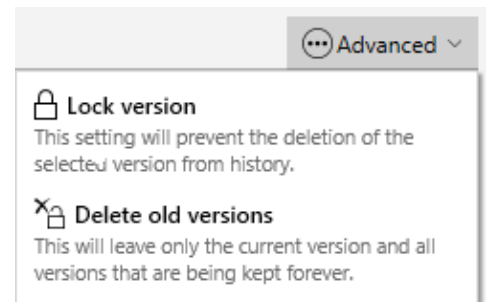 Advanced
Lock version
This setting will prevent the deletion of the
selected version from history.
Delete old versions
This will leave only the current version and all
versions that are being kept forever.